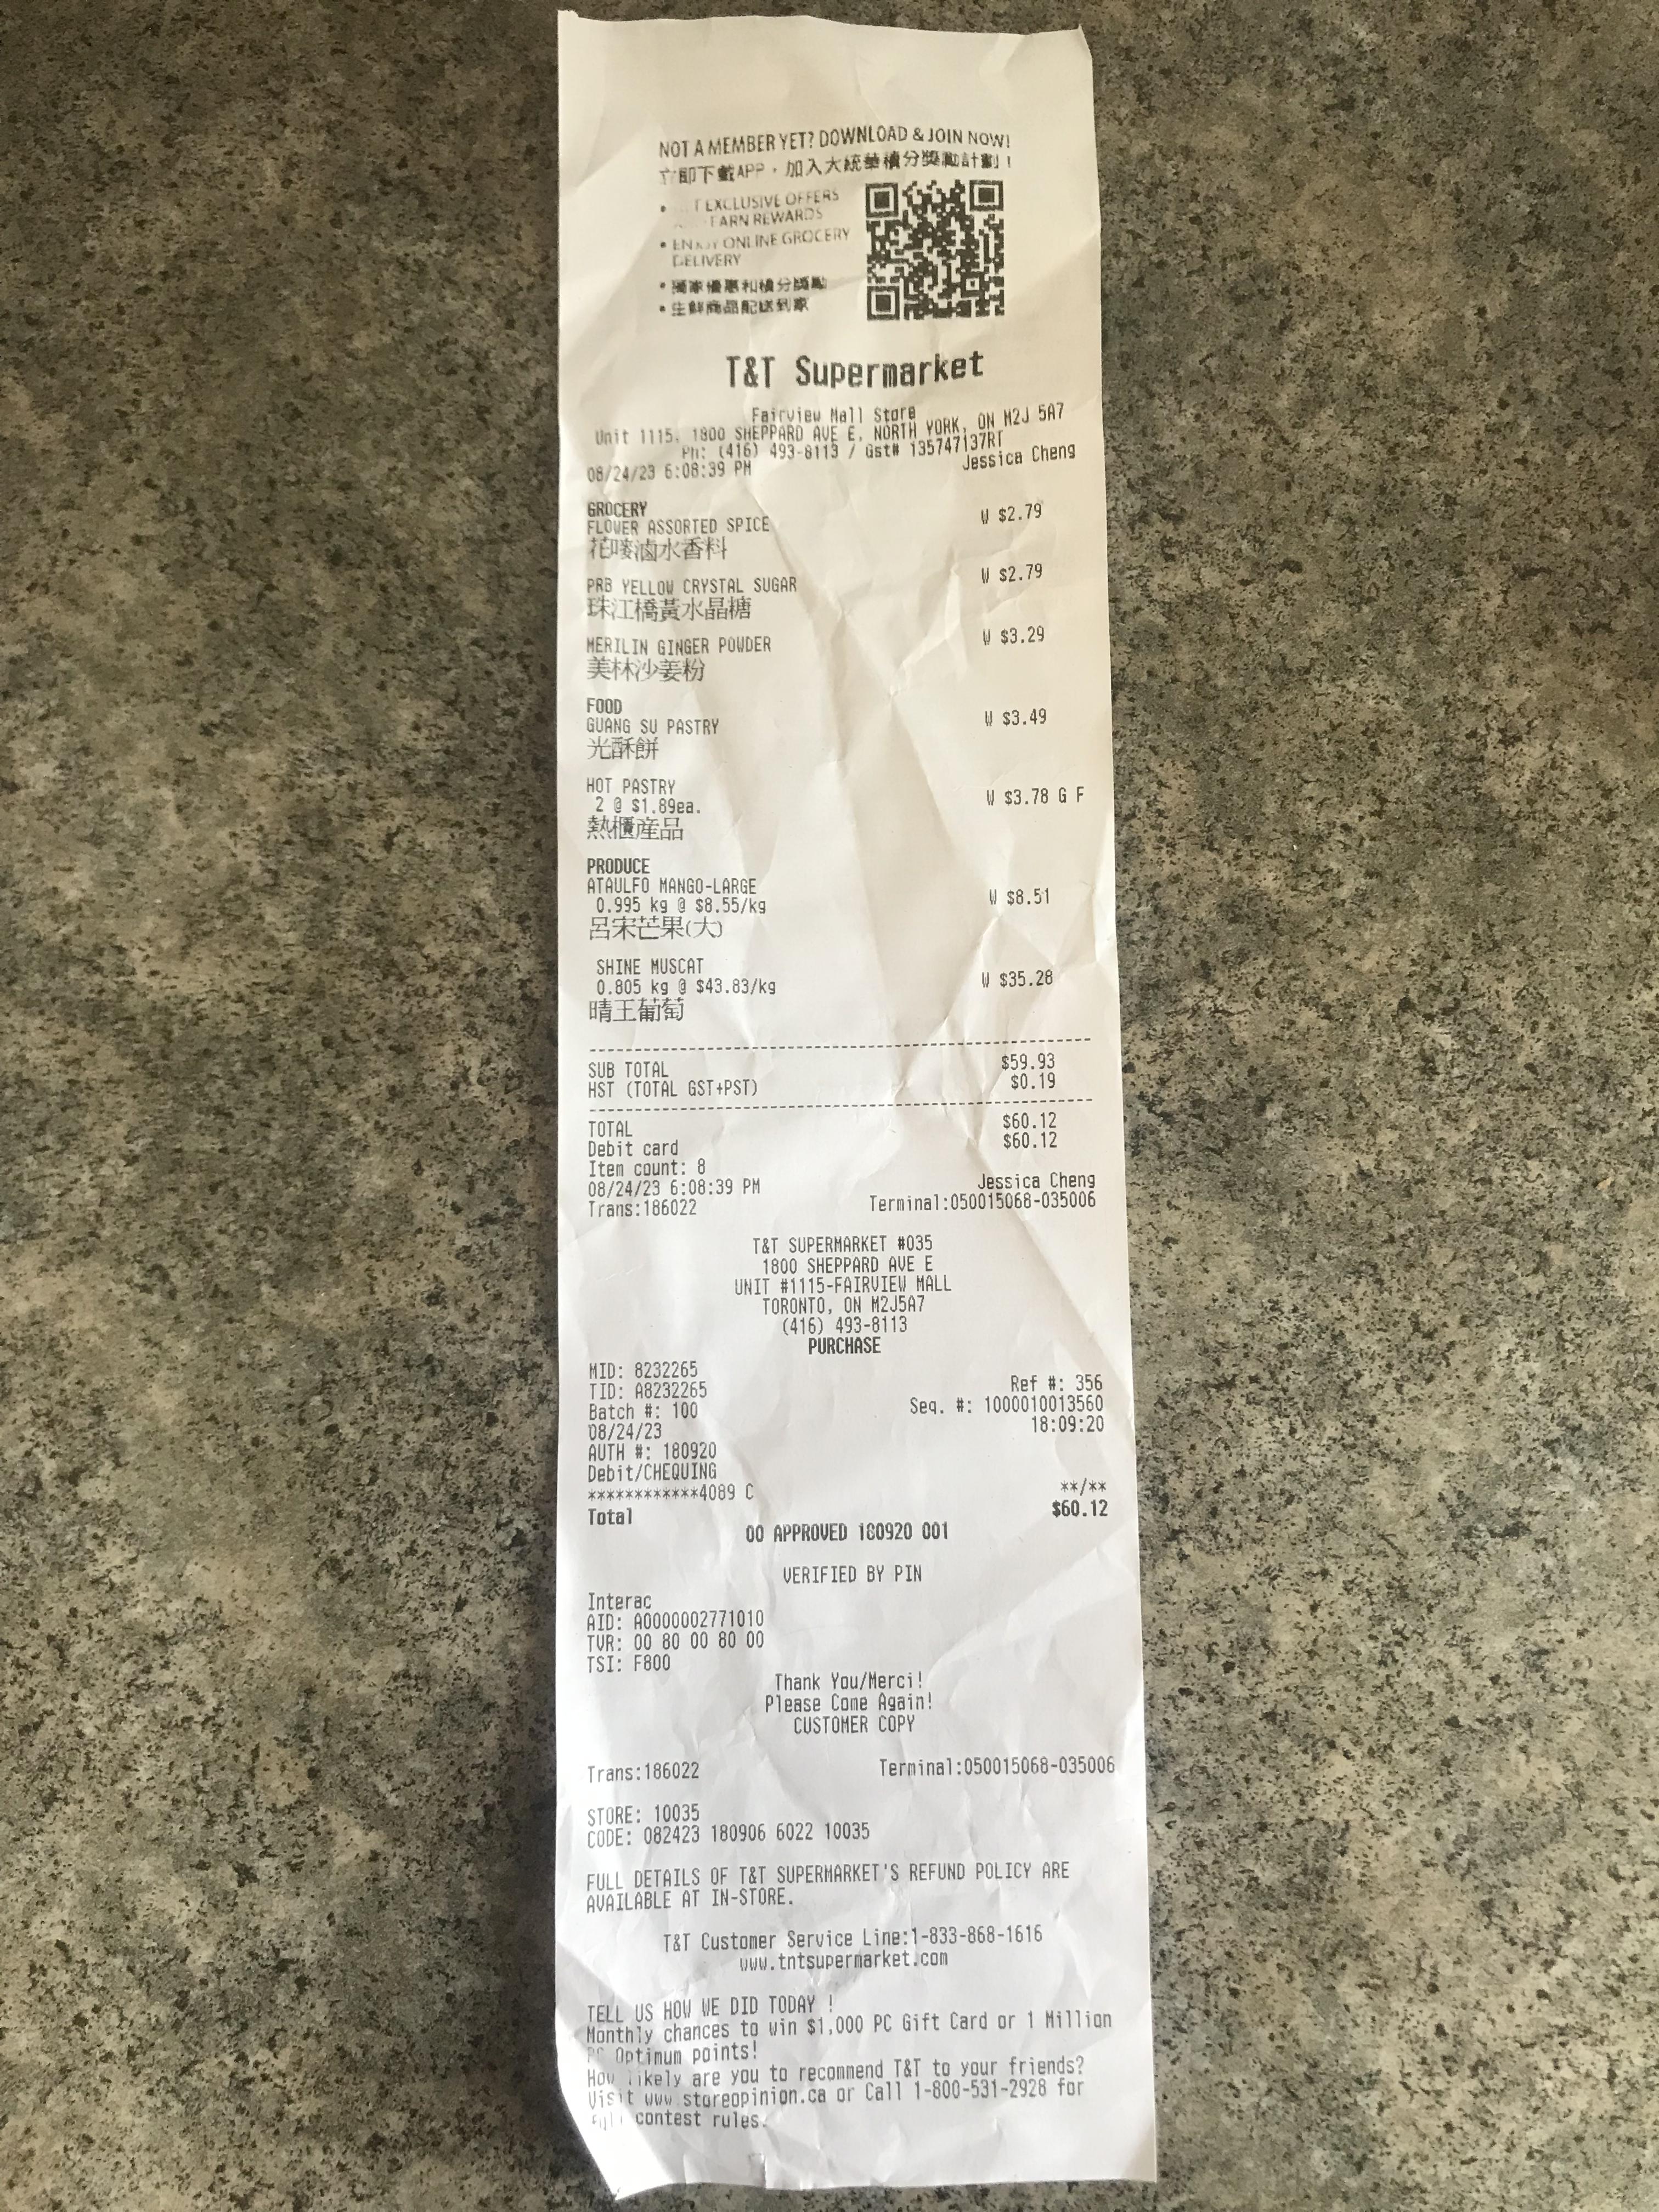 NOT A MEMBER YET? DOWNLOAD & JOIN NOW!
立即下載APP，加入大統華積分獎勵計劃！
• EXCLUSIVE OFFERS
EARN REWARDS
• ENJOY ONLINE GROCERY
DELIVERY
• 獨家優惠和積分獎勵
• 生鮮商品配送到家
T&T Supermarket
Fairview Mall Store
Unit 1115, 1800 SHEPPARD AVE E, NORTH YORK, ON M2J 5A7
Ph: (416) 493-8113 / Gst# 135747137RT
08/24/23 6:08:39 PM Jessica Cheng
GROCERY
FLOWER ASSORTED SPICE W $2.79
花嘜滷水香料
PRB YELLOW CRYSTAL SUGAR W $2.79
珠江橋黃水晶糖
MERILIN GINGER POWDER W $3.29
美林沙姜粉
FOOD
GUANG SU PASTRY W $3.49
光酥餅
HOT PASTRY
2 @ $1.89ea. W $3.78 G F
熱櫃産品
PRODUCE
ATAULFO MANGO-LARGE
0.995 kg @ $8.55/kg W $8.51
呂宋芒果(大)
SHINE MUSCAT
0.805 kg @ $43.83/kg W $35.28
晴王葡萄
SUB TOTAL $59.93
HST (TOTAL GST+PST) $0.19
TOTAL $60.12
Debit card $60.12
Item count: 8
08/24/23 6:08:39 PM Jessica Cheng
Trans:186022 Terminal:050015068-035006
T&T SUPERMARKET #035
1800 SHEPPARD AVE E
UNIT #1115-FAIRVIEW MALL
TORONTO, ON M2J5A7
(416) 493-8113
PURCHASE
MID: 8232265
TID: A8232265 Ref #: 356
Batch #: 100 Seq. #: 1000010013560
08/24/23 18:09:20
AUTH #: 180920
Debit/CHEQUING
************4089 C **/**
Total $60.12
00 APPROVED 180920 001
VERIFIED BY PIN
Interac
AID: A0000002771010
TVR: 00 80 00 80 00
TSI: F800
Thank You/Merci!
Please Come Again!
CUSTOMER COPY
Trans:186022 Terminal:050015068-035006
STORE: 10035
CODE: 082423 180906 6022 10035
FULL DETAILS OF T&T SUPERMARKET'S REFUND POLICY ARE
AVAILABLE AT IN-STORE.
T&T Customer Service Line:1-833-868-1616
www.tntsupermarket.com
TELL US HOW WE DID TODAY !
Monthly chances to win $1,000 PC Gift Card or 1 Million
PC Optimum points!
How likely are you to recommend T&T to your friends?
Visit www.storeopinion.ca or Call 1-800-531-2928 for
full contest rules.